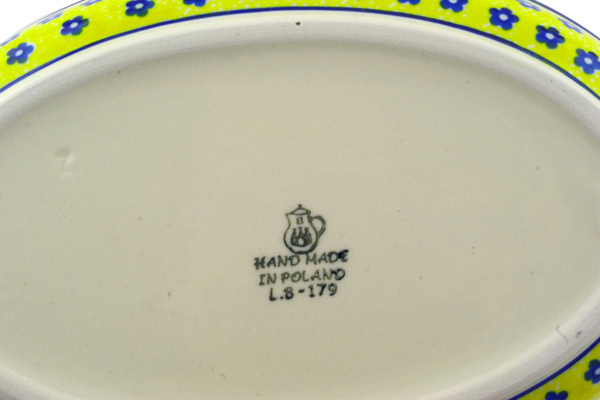 B
HAND MADE
IN POLAND
L.8-179